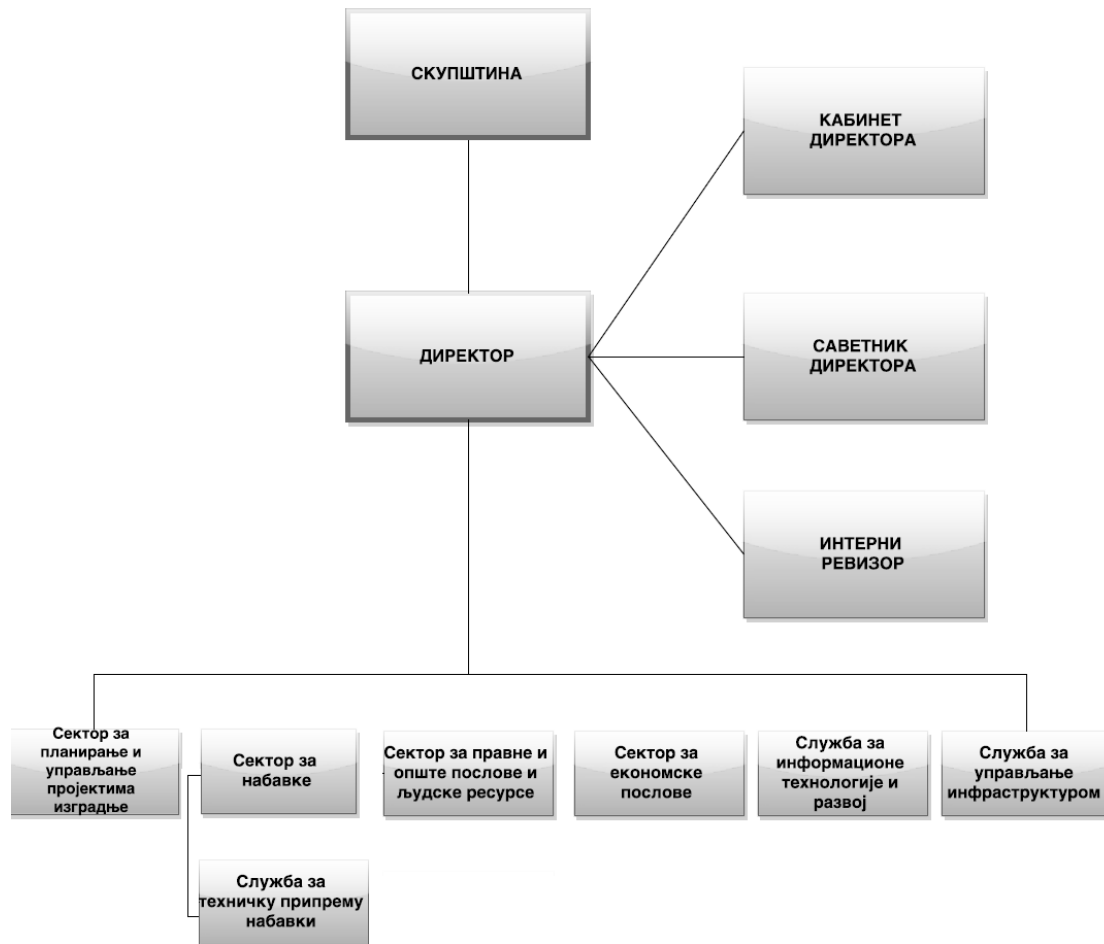 СКУПШТИНА
КАБИНЕТ
ДИРЕКТОРА
ДИРЕКТОР
САВЕТНИК
ДИРЕКТОРА
ИНТЕРНИ
РЕВИЗОР
Сектор за
планирање и
управљање
пројектима
изградње
Сектор за
набавке
Сектор за правне и
опште послове и
људске ресурсе
Сектор за
економске
послове
Служба за
информационе
технологије и
развој
Служба за
управљање
инфраструктуром
Служба за
техничку припрему
набавки